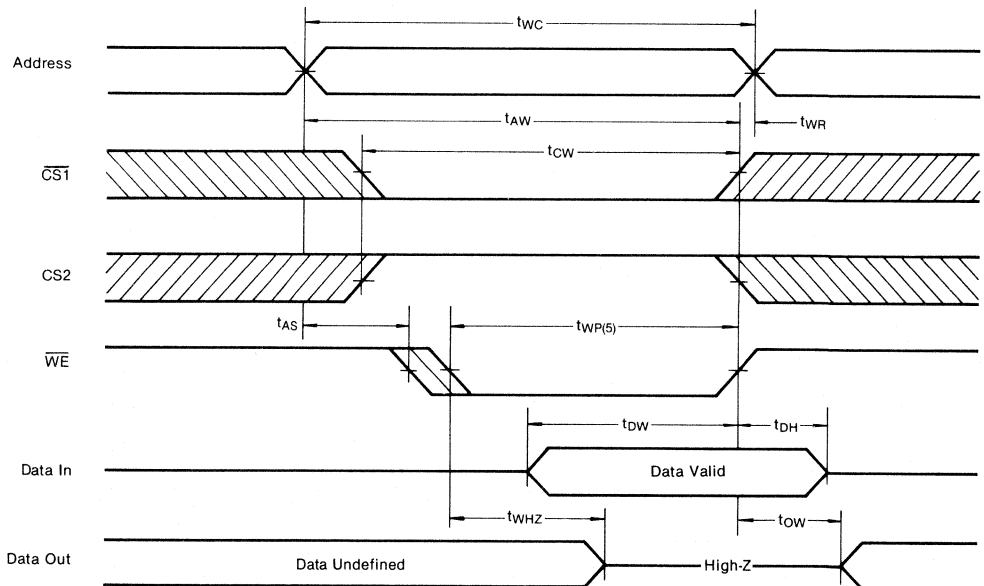 tWC
Address
tAW
tWR
tCW
CS1
CS2
tAS
tWP(5)
WE
tDW
tDH
Data In
Data Valid
tWHZ
tOW
Data Out
Data Undefined
High-Z